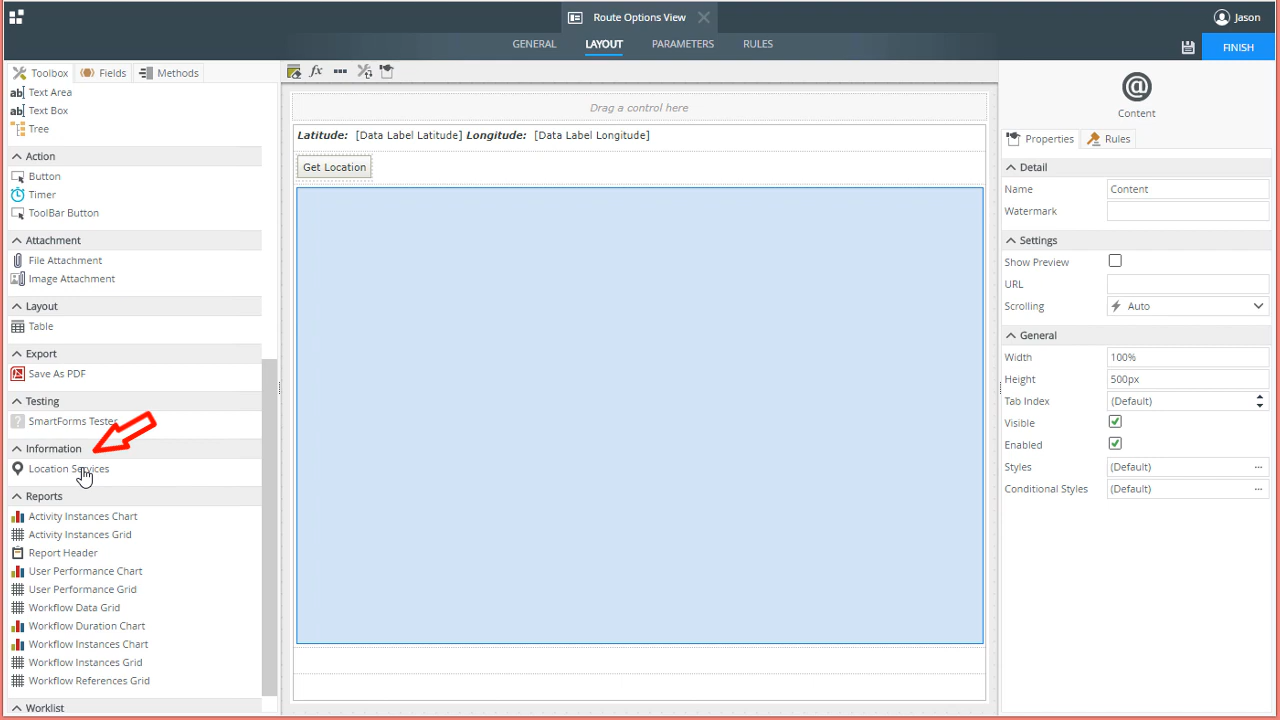 Route Options View
Jason
GENERAL LAYOUT PARAMETERS RULES
FINISH
Toolbox Fields Methods
ab Text Area
ab Text Box
Tree
Action
Button
Timer
ToolBar Button
Attachment
File Attachment
Image Attachment
Layout
Table
Export
Save As PDF
Testing
? SmartForms Tester
Information
Location Services
Reports
Activity Instances Chart
Activity Instances Grid
Report Header
User Performance Chart
User Performance Grid
Workflow Data Grid
Workflow Duration Chart
Workflow Instances Chart
Workflow Instances Grid
Workflow References Grid
Worklist
fx
Drag a control here
Latitude: [Data Label Latitude] Longitude: [Data Label Longitude]
Get Location
@
Content
Properties Rules
Detail
Name Content
Watermark
Settings
Show Preview
URL
Scrolling Auto
General
Width 100%
Height 500px
Tab Index (Default)
Visible
Enabled
Styles (Default) ...
Conditional Styles (Default) ...